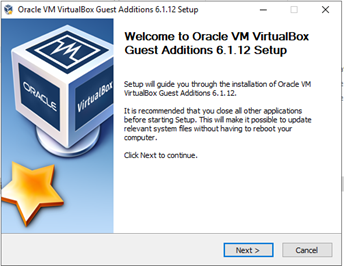 Oracle VM VirtualBox Guest Additions 6.1.12 Setup
Welcome to Oracle VM VirtualBox
Guest Additions 6.1.12 Setup
Setup will guide you through the installation of Oracle VM
VirtualBox Guest Additions 6.1.12.
It is recommended that you close all other applications
before starting Setup. This will make it possible to update
relevant system files without having to reboot your
computer.
Click Next to continue.
ORACLE
VirtualBox
Next >
Cancel